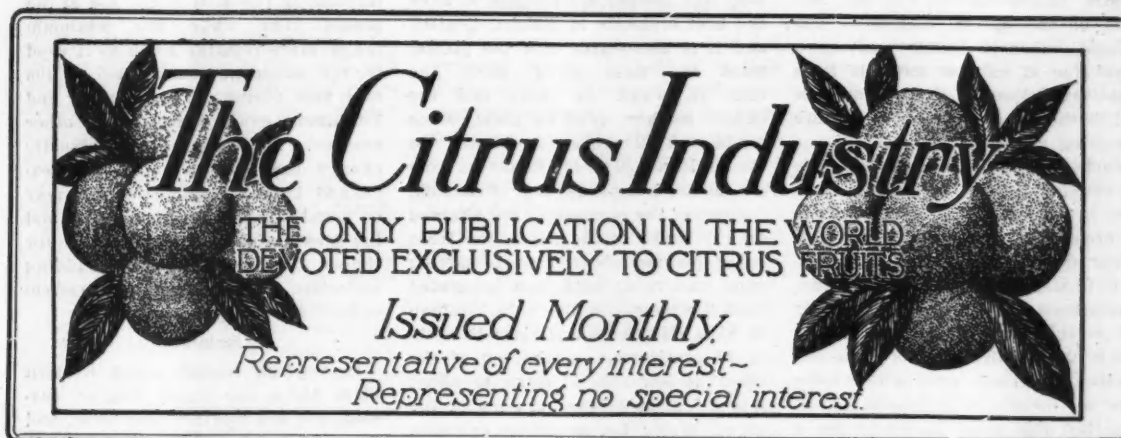 The Citrus Industry
THE ONLY PUBLICATION IN THE WORLD
DEVOTED EXCLUSIVELY TO CITRUS FRUITS
Issued Monthly.
Representative of every interest~
Representing no special interest.